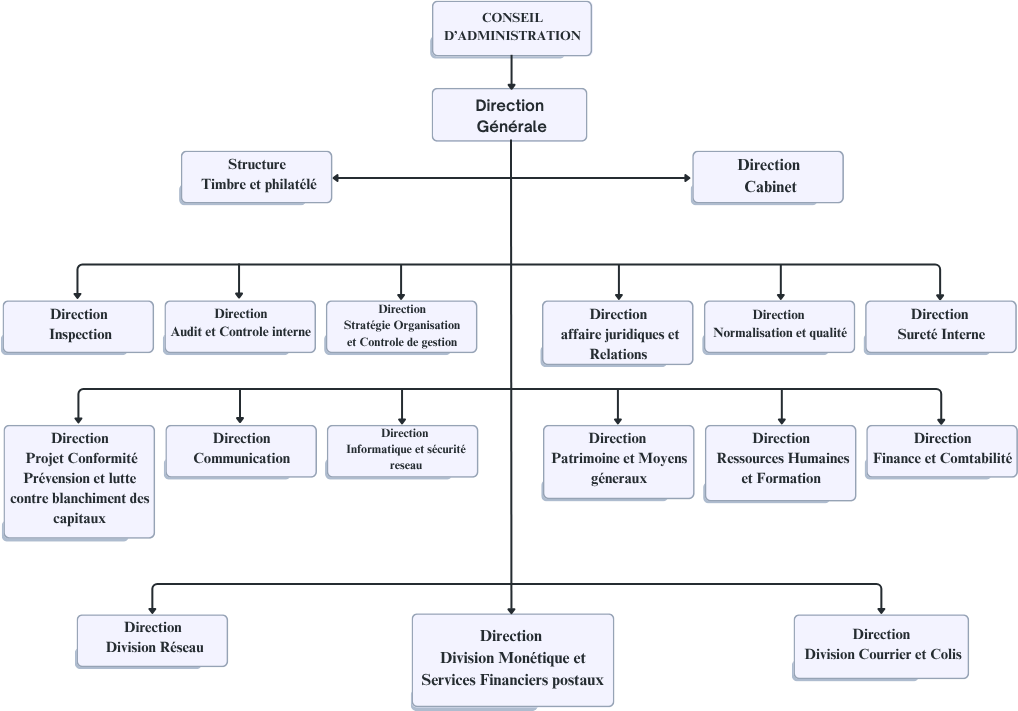 CONSEIL
D'ADMINISTRATION
Direction
Générale
Structure
Timbre et philatélé
Direction
Cabinet
Direction
Inspection
Direction
Audit et Controle interne
Direction
Stratégie Organisation
et Controle de gestion
Direction
affaire juridiques et
Relations
Direction
Normalisation et qualité
Direction
Sureté Interne
Direction
Projet Conformité
Prévension et lutte
contre blanchiment des
capitaux
Direction
Communication
Direction
Informatique et sécurité
reseau
Direction
Patrimoine et Moyens
géneraux
Direction
Ressources Humaines
et Formation
Direction
Finance et Comtabilité
Direction
Division Réseau
Direction
Division Monétique et
Services Financiers postaux
Direction
Division Courrier et Colis